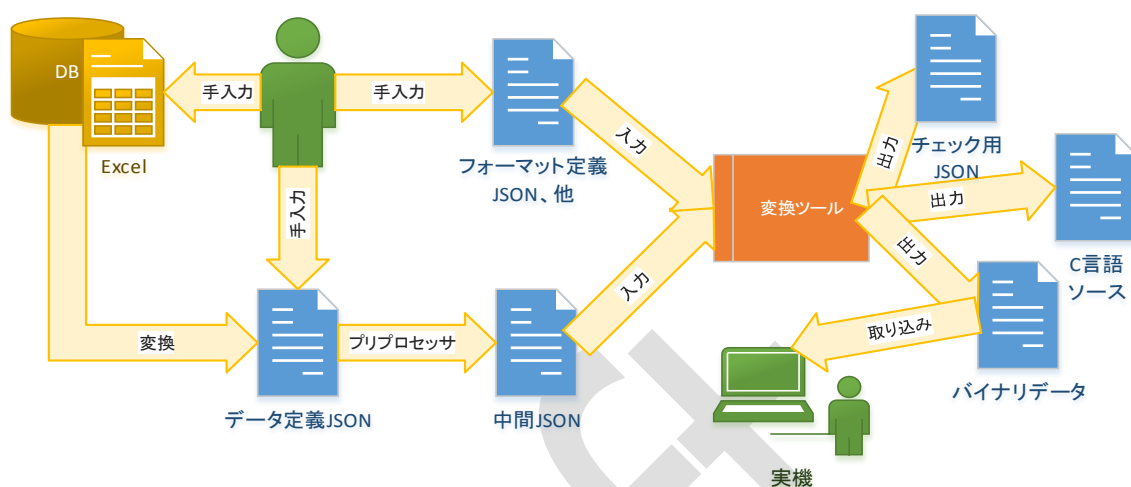 DB
Excel
手入力
手入力
手入力
フォーマット定義
JSON、他
入力
変換ツール
出力
チェック用
JSON
出力
C言語
ソース
出力
バイナリデータ
取り込み
実機
入力
変換
データ定義JSON
プリプロセッサ
中間JSON